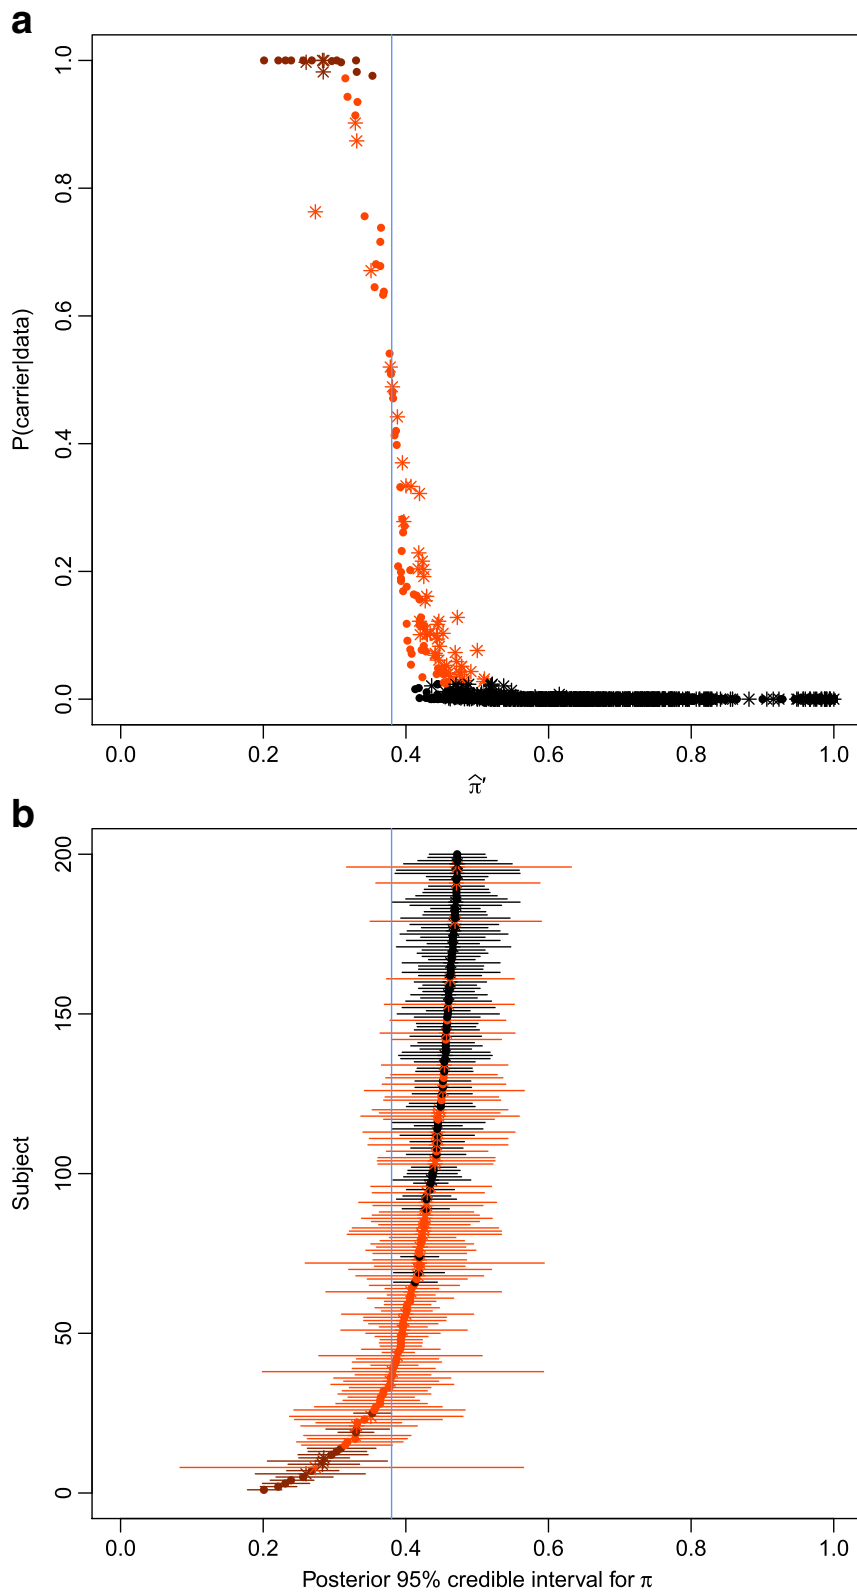 a
1.0
0.8
0.6
0.4
0.2
0.0
P(carrier|data)
0.0 0.2 0.4 0.6 0.8 1.0
π̂′
b
200
150
100
50
0
Subject
0.0 0.2 0.4 0.6 0.8 1.0
Posterior 95% credible interval for π